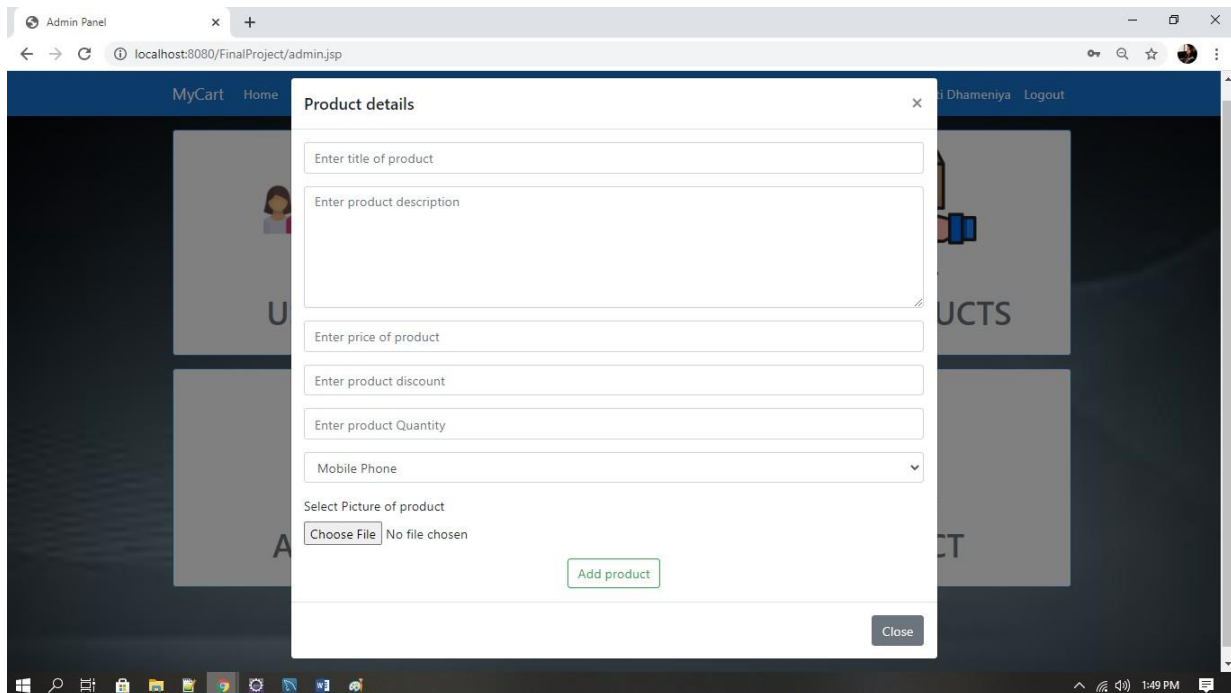 Admin Panel
localhost:8080/FinalProject/admin.jsp
MyCart Home
Dhameniya Logout
Product details
Enter title of product
Enter product description
Enter price of product
Enter product discount
Enter product Quantity
Mobile Phone
Select Picture of product
Choose File No file chosen
Add product
Close
U
UCTS
A
CT
1:49 PM